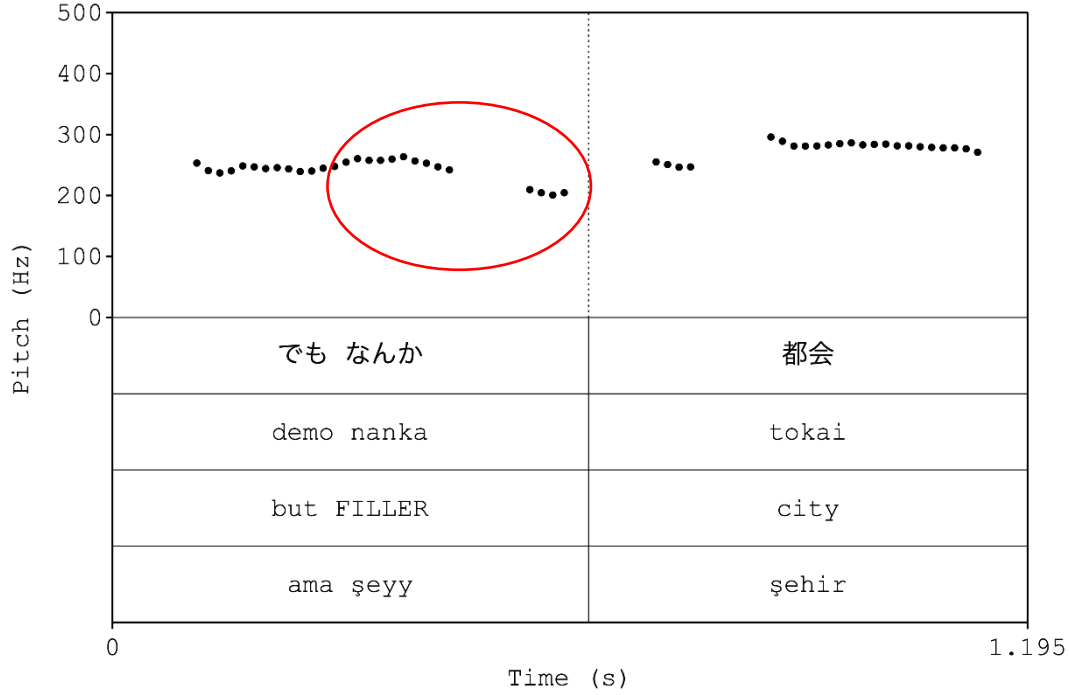 500
400
300
200
100
0
Pitch (Hz)
でも なんか 都会
demo nanka tokai
but FILLER city
ama şeyy şehir
0 1.195
Time (s)